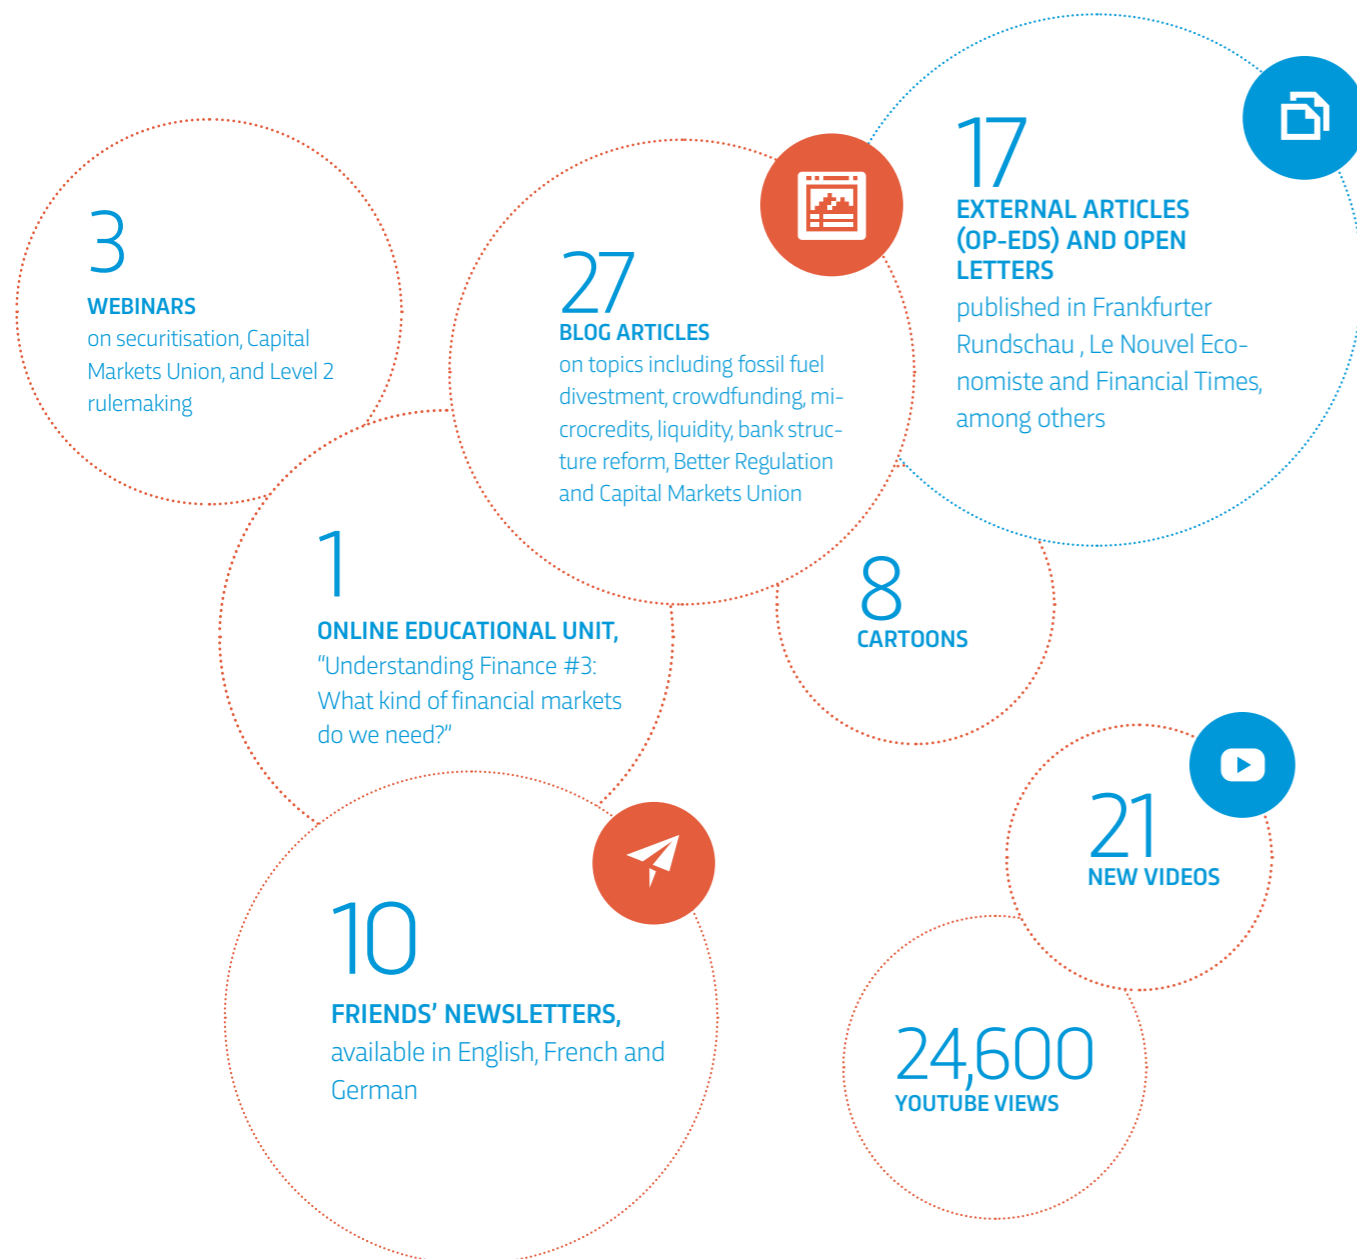 3
WEBINARS
on securitisation, Capital
Markets Union, and Level 2
rulemaking
27
BLOG ARTICLES
on topics including fossil fuel
divestment, crowdfunding, mi-
crocredits, liquidity, bank struc-
ture reform, Better Regulation
and Capital Markets Union
17
EXTERNAL ARTICLES
(OP-EDS) AND OPEN
LETTERS
published in Frankfurter
Rundschau , Le Nouvel Eco-
nomiste and Financial Times,
among others
1
ONLINE EDUCATIONAL UNIT,
“Understanding Finance #3:
What kind of financial markets
do we need?”
8
CARTOONS
10
FRIENDS’ NEWSLETTERS,
available in English, French and
German
21
NEW VIDEOS
24,600
YOUTUBE VIEWS